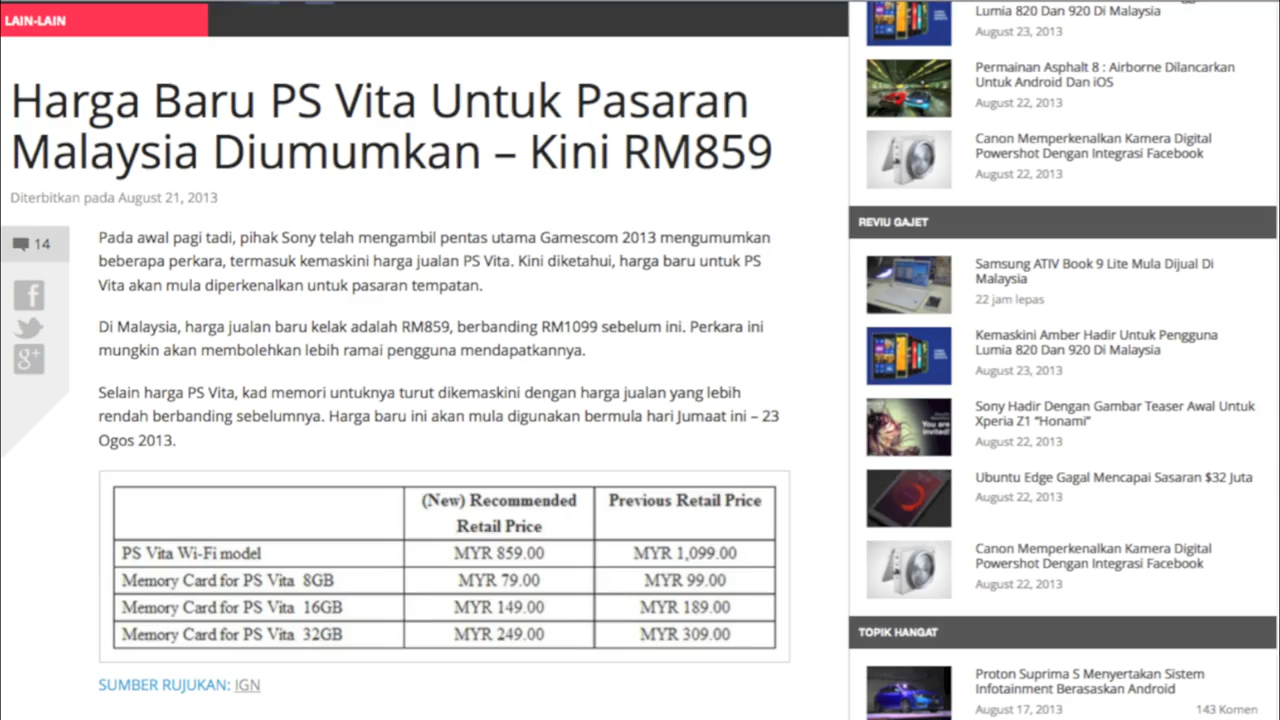 LAIN-LAIN
Harga Baru PS Vita Untuk Pasaran
Malaysia Diumumkan – Kini RM859
Diterbitkan pada August 21, 2013
14
Pada awal pagi tadi, pihak Sony telah mengambil pentas utama Gamescom 2013 mengumumkan
beberapa perkara, termasuk kemaskini harga jualan PS Vita. Kini diketahui, harga baru untuk PS
Vita akan mula diperkenalkan untuk pasaran tempatan.
Di Malaysia, harga jualan baru kelak adalah RM859, berbanding RM1099 sebelum ini. Perkara ini
mungkin akan membolehkan lebih ramai pengguna mendapatkannya.
Selain harga PS Vita, kad memori untuknya turut dikemaskini dengan harga jualan yang lebih
rendah berbanding sebelumnya. Harga baru ini akan mula digunakan bermula hari Jumaat ini – 23
Ogos 2013.
(New) Recommended
Retail Price
Previous Retail Price
PS Vita Wi-Fi model MYR 859.00 MYR 1,099.00
Memory Card for PS Vita 8GB MYR 79.00 MYR 99.00
Memory Card for PS Vita 16GB MYR 149.00 MYR 189.00
Memory Card for PS Vita 32GB MYR 249.00 MYR 309.00
SUMBER RUJUKAN: IGN
Lumia 820 Dan 920 Di Malaysia
August 23, 2013
Permainan Asphalt 8 : Airborne Dilancarkan
Untuk Android Dan iOS
August 22, 2013
Canon Memperkenalkan Kamera Digital
Powershot Dengan Integrasi Facebook
August 22, 2013
REVIU GAJET
Samsung ATIV Book 9 Lite Mula Dijual Di
Malaysia
22 jam lepas
Kemaskini Amber Hadir Untuk Pengguna
Lumia 820 Dan 920 Di Malaysia
August 23, 2013
You are
Invited!
Sony Hadir Dengan Gambar Teaser Awal Untuk
Xperia Z1 “Honami”
August 22, 2013
Ubuntu Edge Gagal Mencapai Sasaran $32 Juta
August 22, 2013
Canon Memperkenalkan Kamera Digital
Powershot Dengan Integrasi Facebook
August 22, 2013
TOPIK HANGAT
Proton Suprima S Menyertakan Sistem
Infotainment Berasaskan Android
August 17, 2013 143 Komen